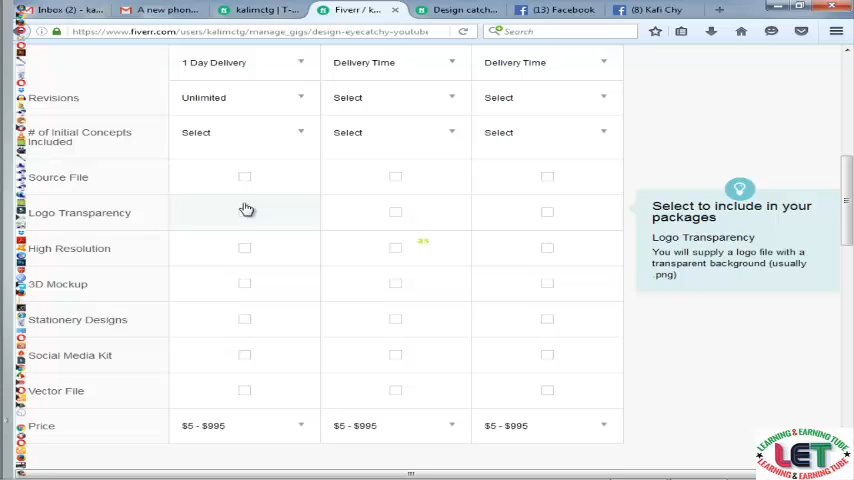 Inbox (2) - ka...
A new phon...
kalimctg | T-...
Fiverr / k...
Design catch...
(13) Facebook
(8) Kafi Chy
https://www.fiverr.com/users/kalimctg/manage_gigs/design-eyecatchy-youtube
Search
1 Day Delivery
Delivery Time
Delivery Time
Revisions
Unlimited
Select
Select
# of Initial Concepts
Included
Select
Select
Select
Source File
Logo Transparency
High Resolution
3D Mockup
Stationery Designs
Social Media Kit
Vector File
Price
$5 - $995
$5 - $995
$5 - $995
Select to include in your
packages
Logo Transparency
You will supply a logo file with a
transparent background (usually
.png)
LEARNING & EARNING TUBE
LET
LEARNING & EARNING TUBE